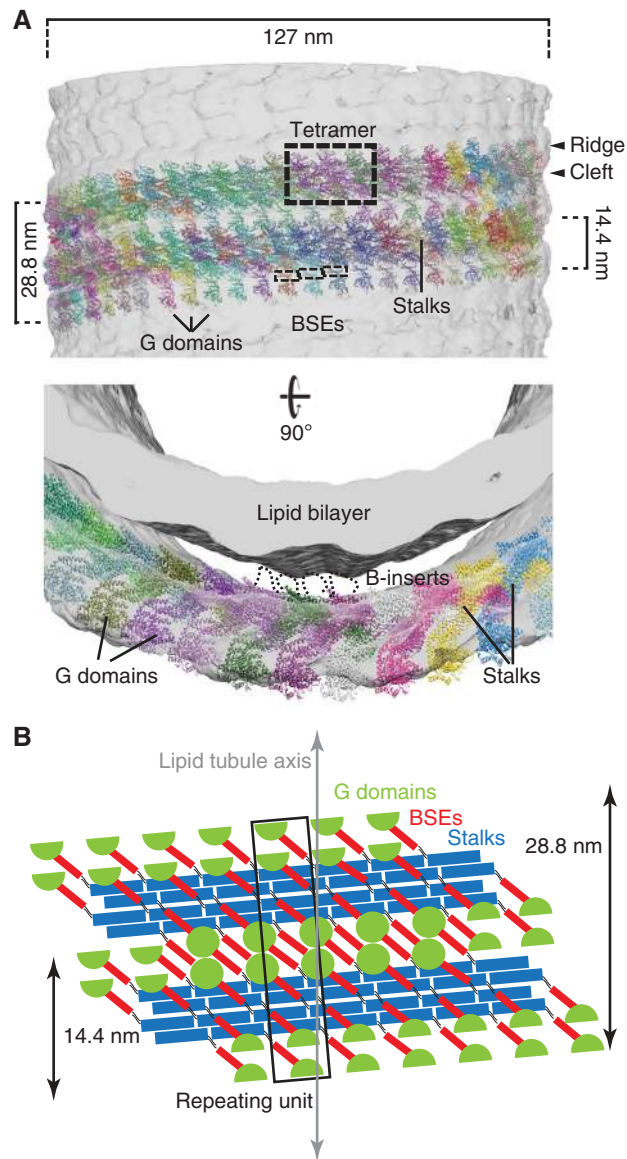 A
127 nm
Tetramer
Ridge
Cleft
28.8 nm
14.4 nm
Stalks
BSEs
G domains
90°
Lipid bilayer
B-inserts
G domains
Stalks
B
Lipid tubule axis
G domains
BSEs
Stalks
28.8 nm
14.4 nm
Repeating unit